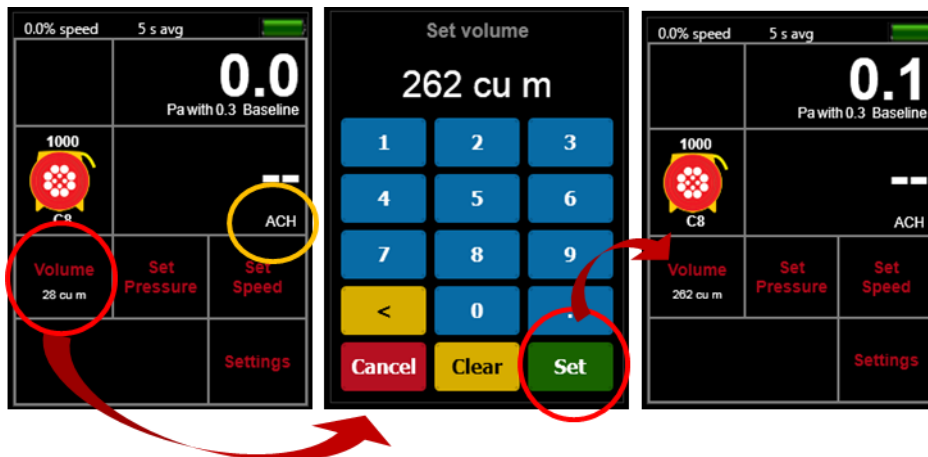 0.0% speed 5 s avg
0.0
Pa with 0.3 Baseline
1000
C8
--
ACH
Volume
28 cu m
Set
Pressure
Set
Speed
Settings
Set volume
262 cu m
1 2 3
4 5 6
7 8 9
< 0 .
Cancel Clear Set
0.0% speed 5 s avg
0.1
Pa with 0.3 Baseline
1000
C8
--
ACH
Volume
262 cu m
Set
Pressure
Set
Speed
Settings